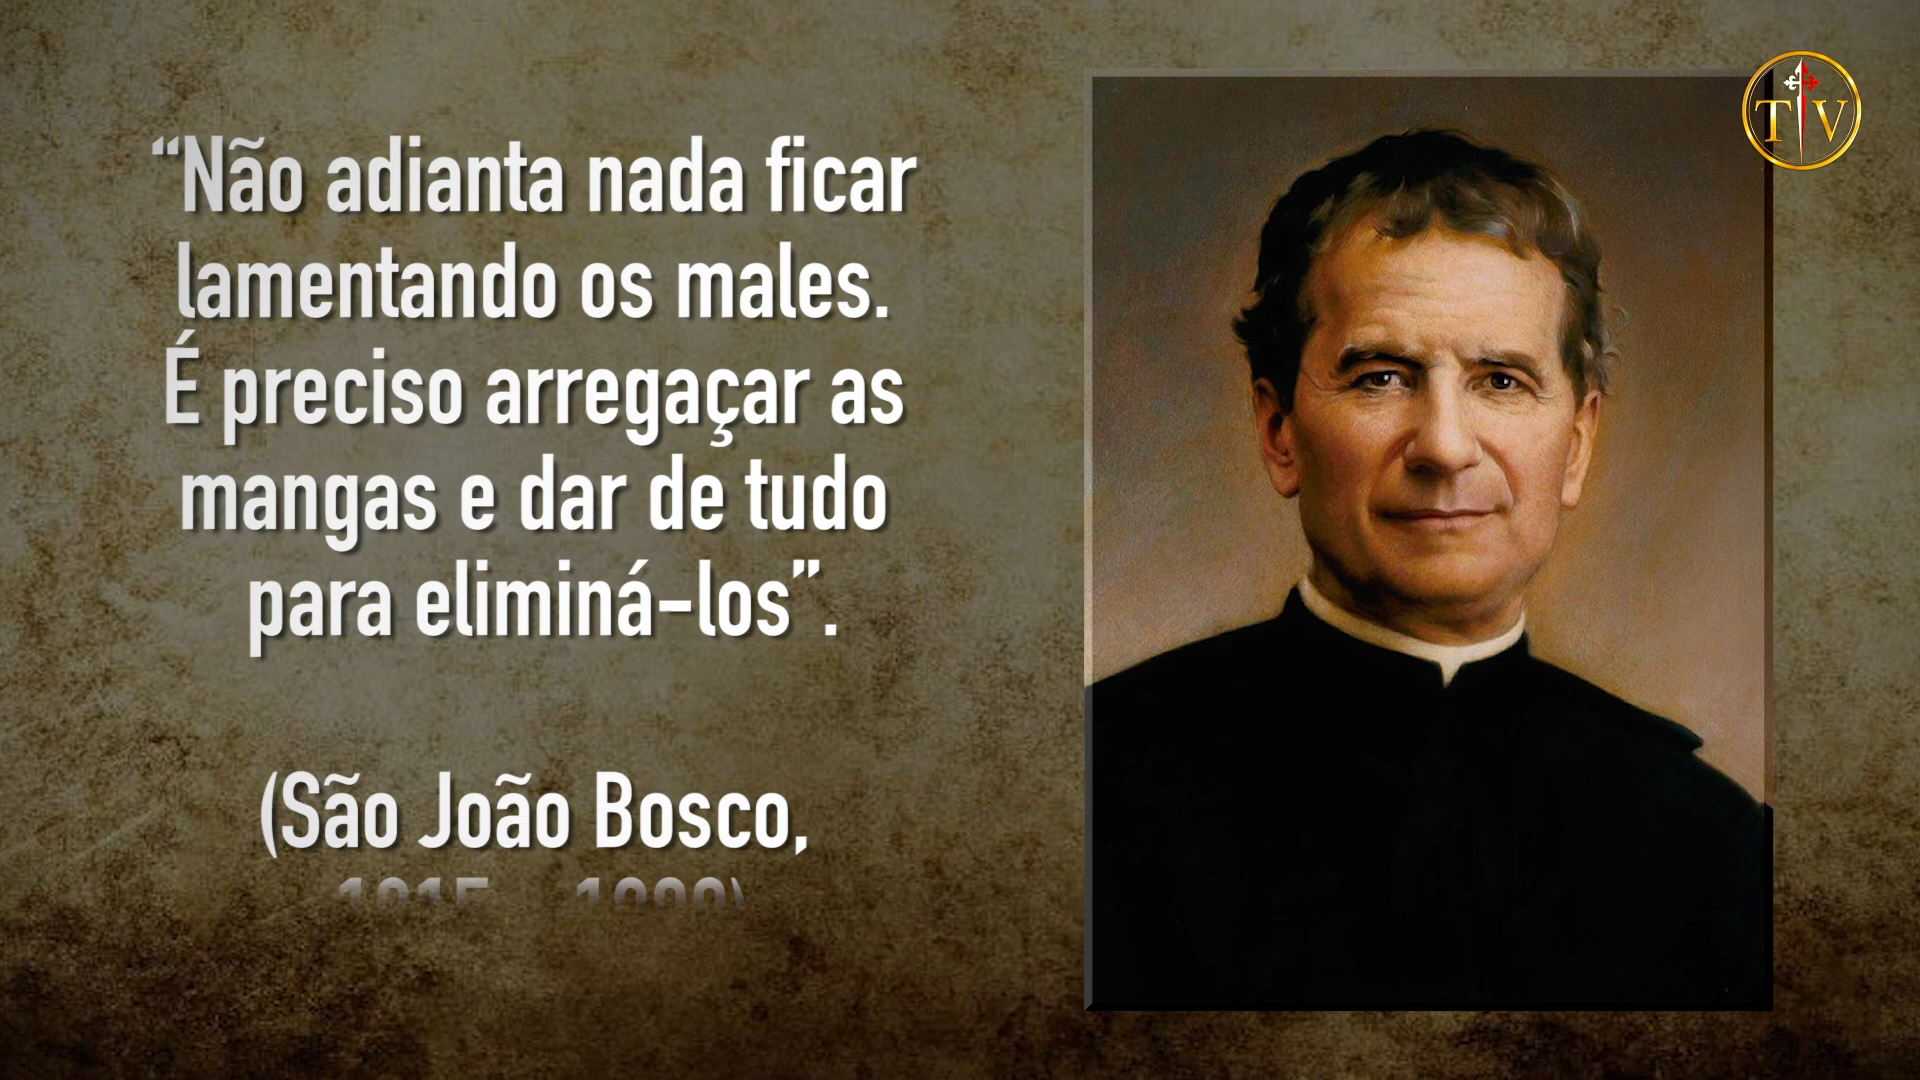 “Não adianta nada ficar
lamentando os males.
É preciso arregaçar as
mangas e dar de tudo
para eliminá-los”.
(São João Bosco,
TV